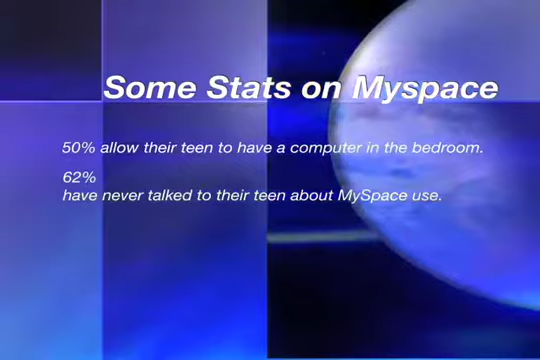 Some Stats on Myspace
50% allow their teen to have a computer in the bedroom.
62%
have never talked to their teen about MySpace use.